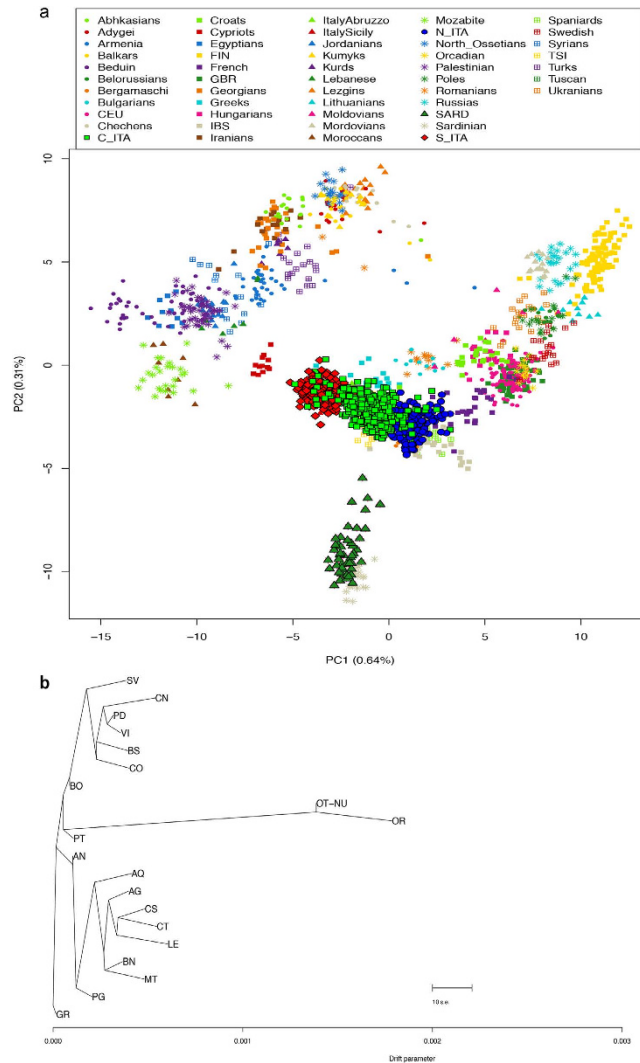 a
Abhkasians Croats ItalyAbruzzo Mozabite Spaniards
Adygei Cypriots ItalySicily N_ITA Swedish
Armenia Egyptians Jordanians North_Ossetians Syrians
Balkars FIN Kumyks Orcadian TSI
Beduin French Kurds Palestinian Turks
Belorussians GBR Lebanese Poles Tuscan
Bergamaschi Georgians Lezgins Romanians Ukranians
Bulgarians Greeks Lithuanians Russias
CEU Hungarians Moldovians SARD
Chechens IBS Mordovians Sardinian
C_ITA Iranians Moroccans S_ITA
10
5
0
−5
−10
PC2 (0.31%)
−15 −10 −5 0 5 10
PC1 (0.64%)
b
SV
CN
PD
VI
BS
CO
BO
OT−NU
OR
PT
AN
AQ
AG
CS
CT
LE
BN
MT
PG
GR
10 s.e.
0.000 0.001 0.002 0.003
Drift parameter